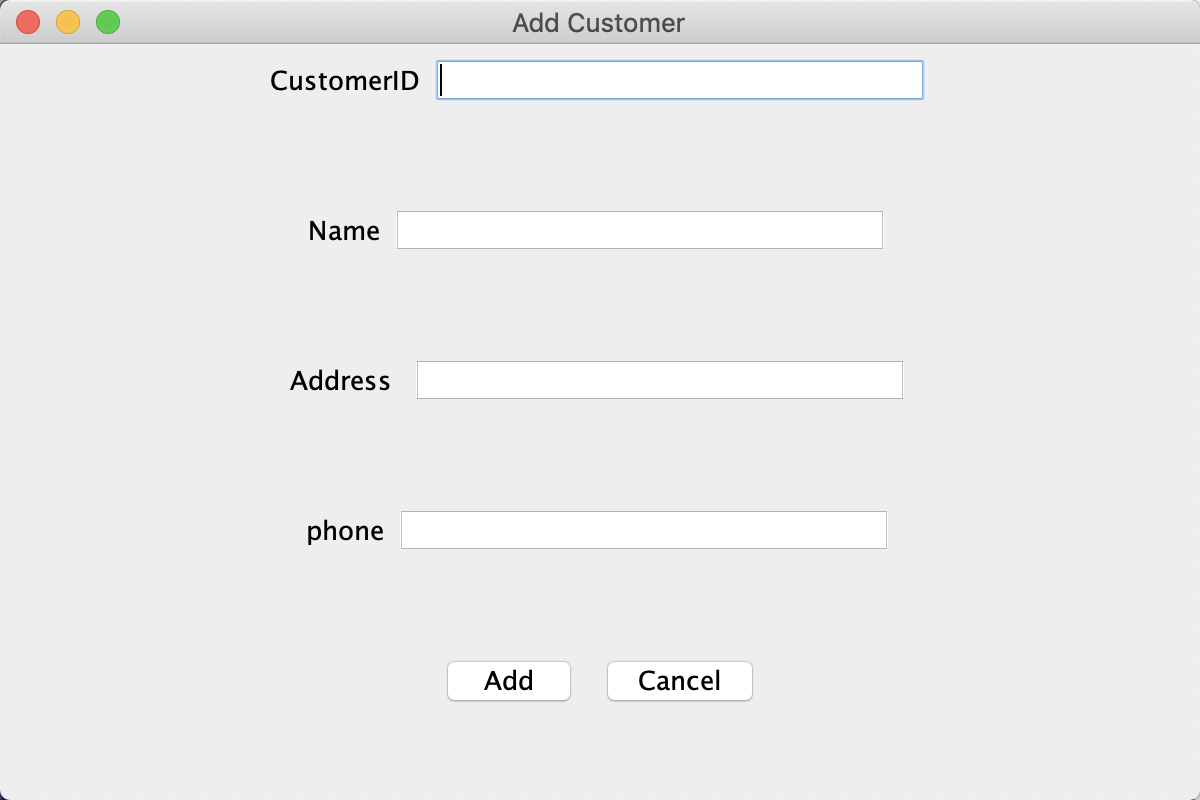 Add Customer
CustomerID
Name
Address
phone
Add Cancel